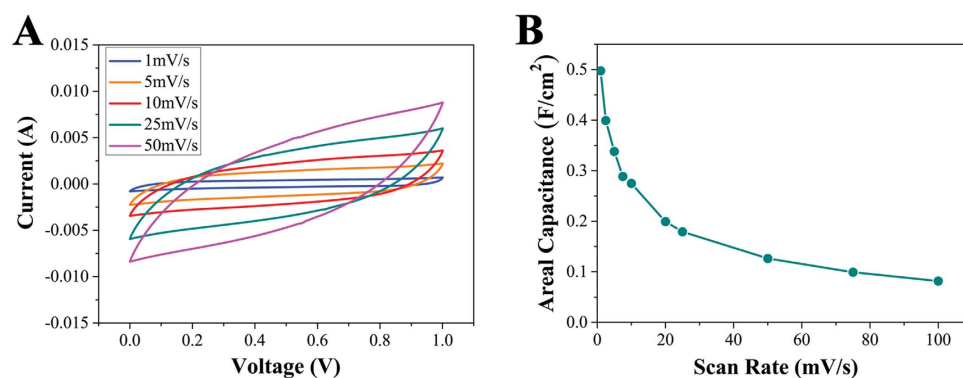 A
0.015
0.010
0.005
0.000
-0.005
-0.010
-0.015
Current (A)
1mV/s
5mV/s
10mV/s
25mV/s
50mV/s
0.0 0.2 0.4 0.6 0.8 1.0
Voltage (V)
B
0.5
0.4
0.3
0.2
0.1
0.0
Areal Capacitance (F/cm²)
0 20 40 60 80 100
Scan Rate (mV/s)